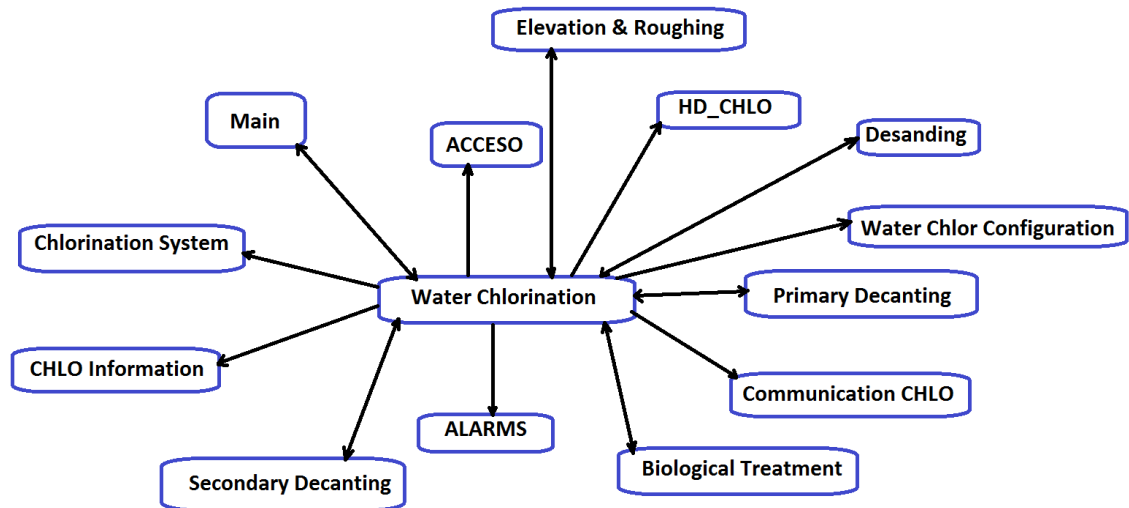 Elevation & Roughing
HD_CHLO
Main
Desanding
ACCESO
Water Chlor Configuration
Chlorination System
Water Chlorination
Primary Decanting
CHLO Information
Communication CHLO
ALARMS
Biological Treatment
Secondary Decanting